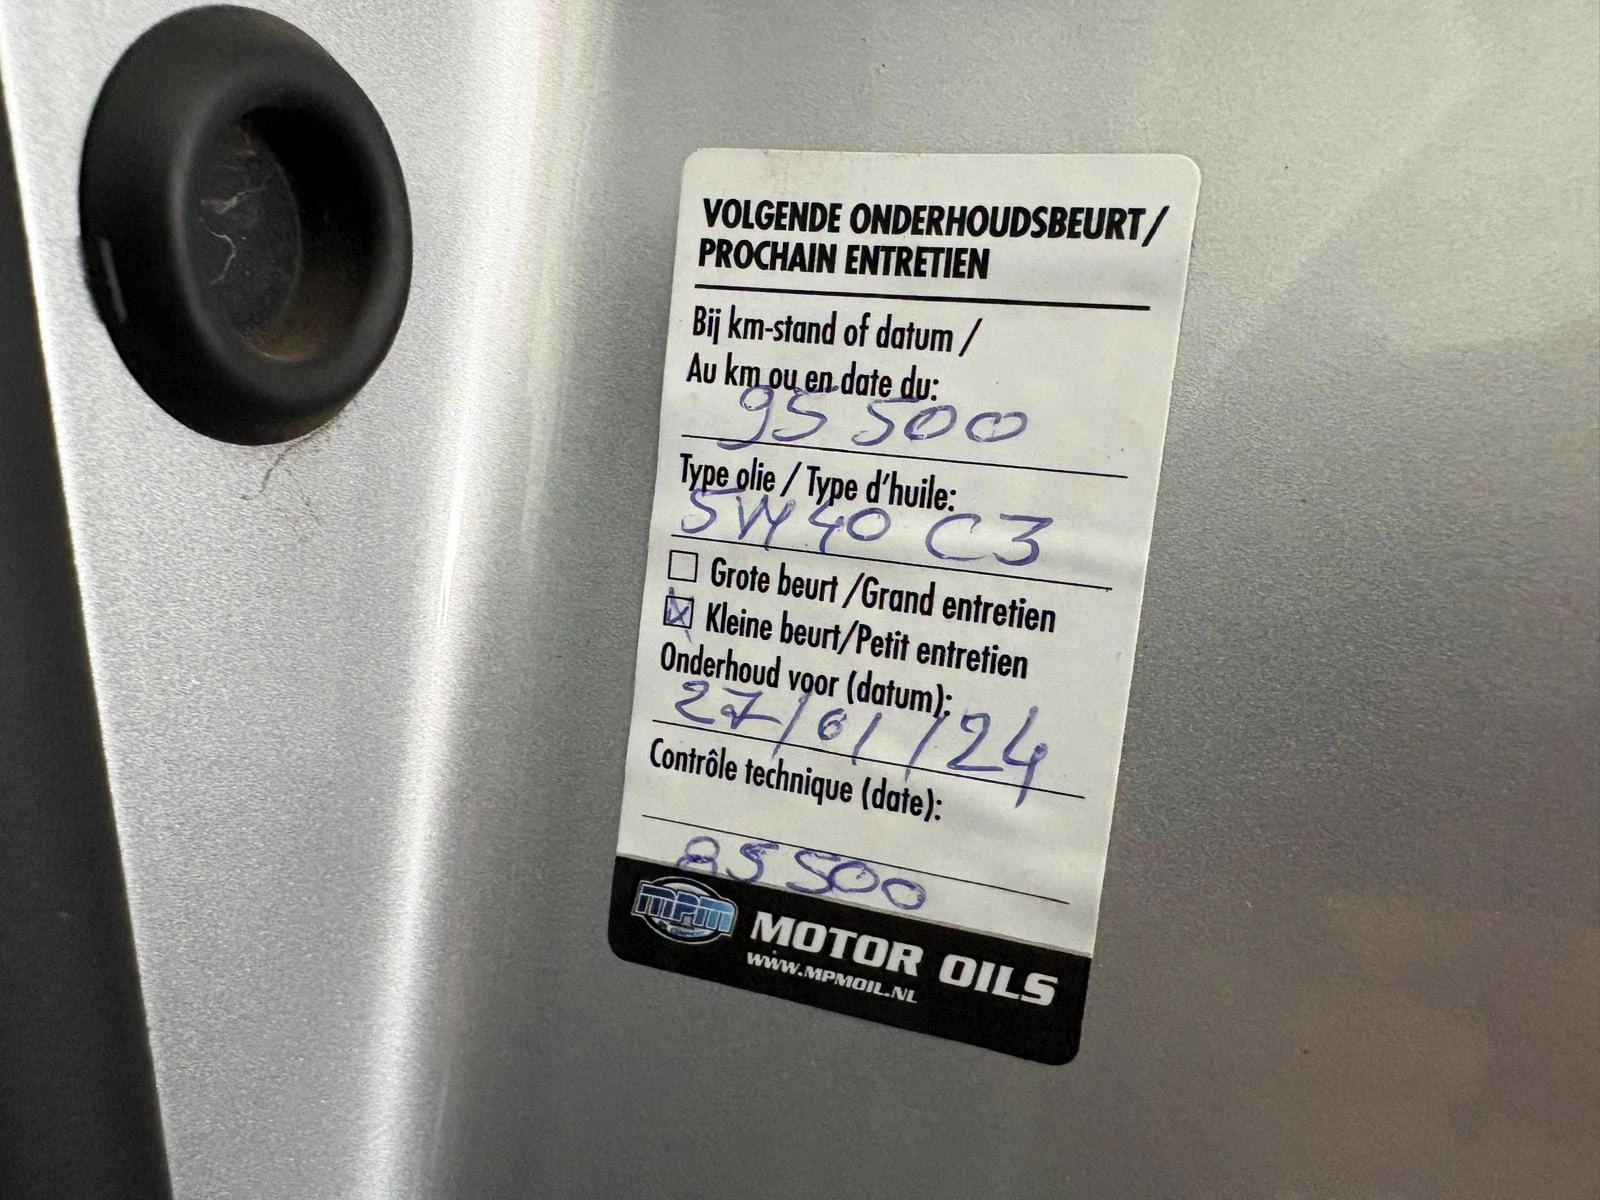 VOLGENDE ONDERHOUDSBEURT/
PROCHAIN ENTRETIEN
Bij km-stand of datum /
Au km ou en date du:
95 500
Type olie / Type d'huile:
5W40 C3
Grote beurt /Grand entretien
Kleine beurt/Petit entretien
Onderhoud voor (datum):
27/01/24
Contrôle technique (date):
85500
MPM MOTOR OILS
WWW.MPMOIL.NL